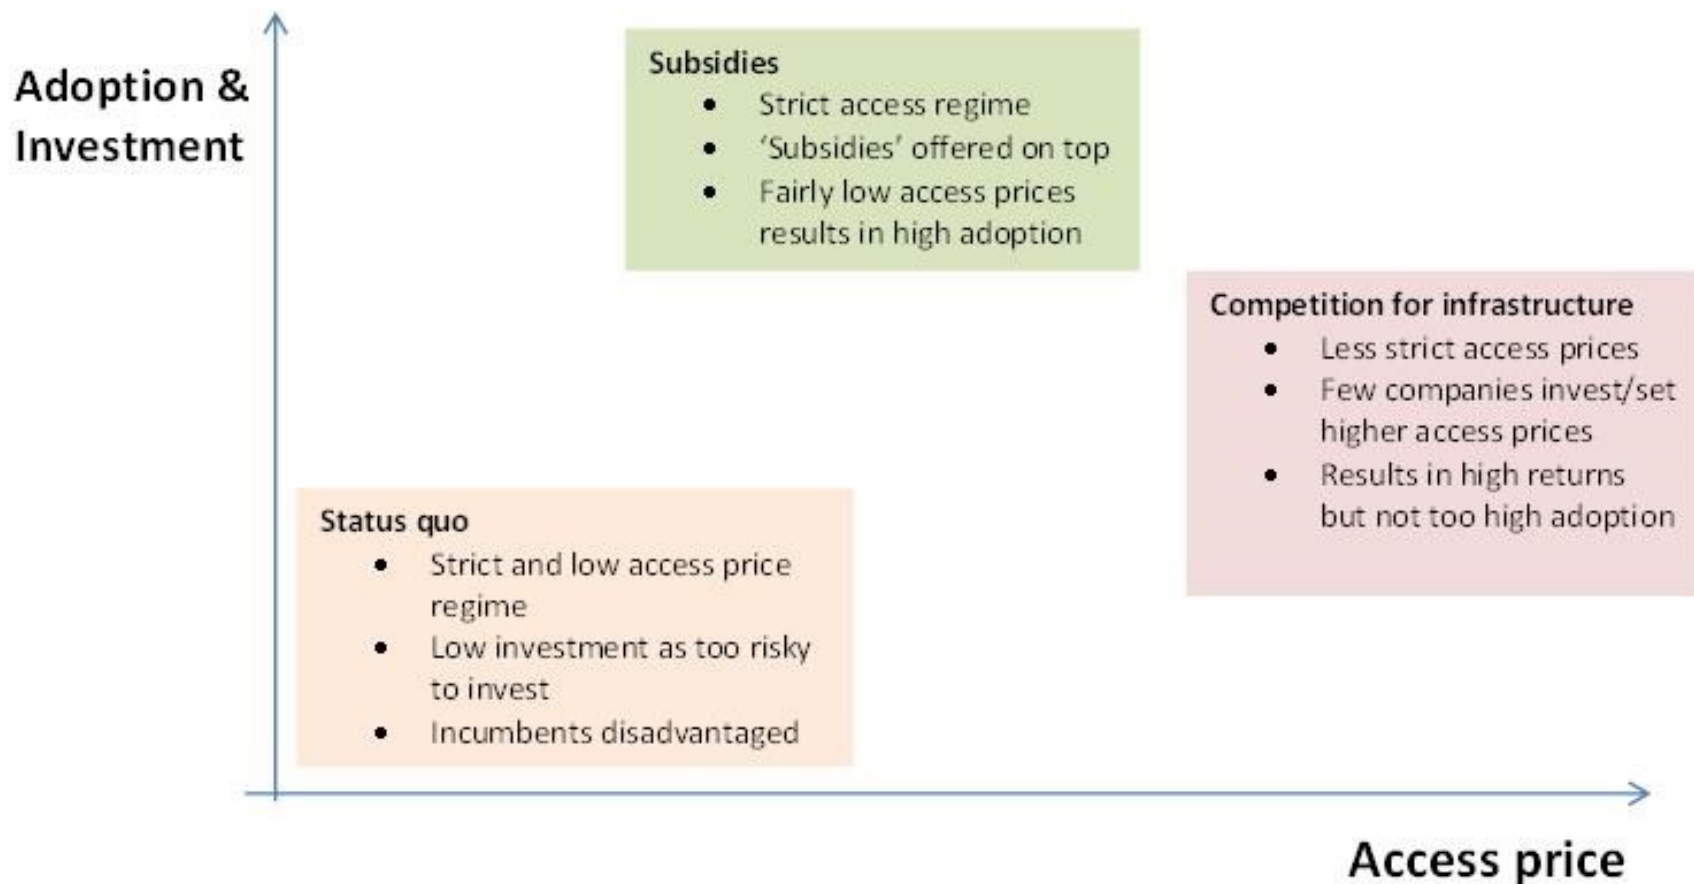 Adoption &
Investment
Subsidies
• Strict access regime
• ‘Subsidies’ offered on top
• Fairly low access prices
results in high adoption
Competition for infrastructure
• Less strict access prices
• Few companies invest/set
higher access prices
• Results in high returns
but not too high adoption
Status quo
• Strict and low access price
regime
• Low investment as too risky
to invest
• Incumbents disadvantaged
Access price